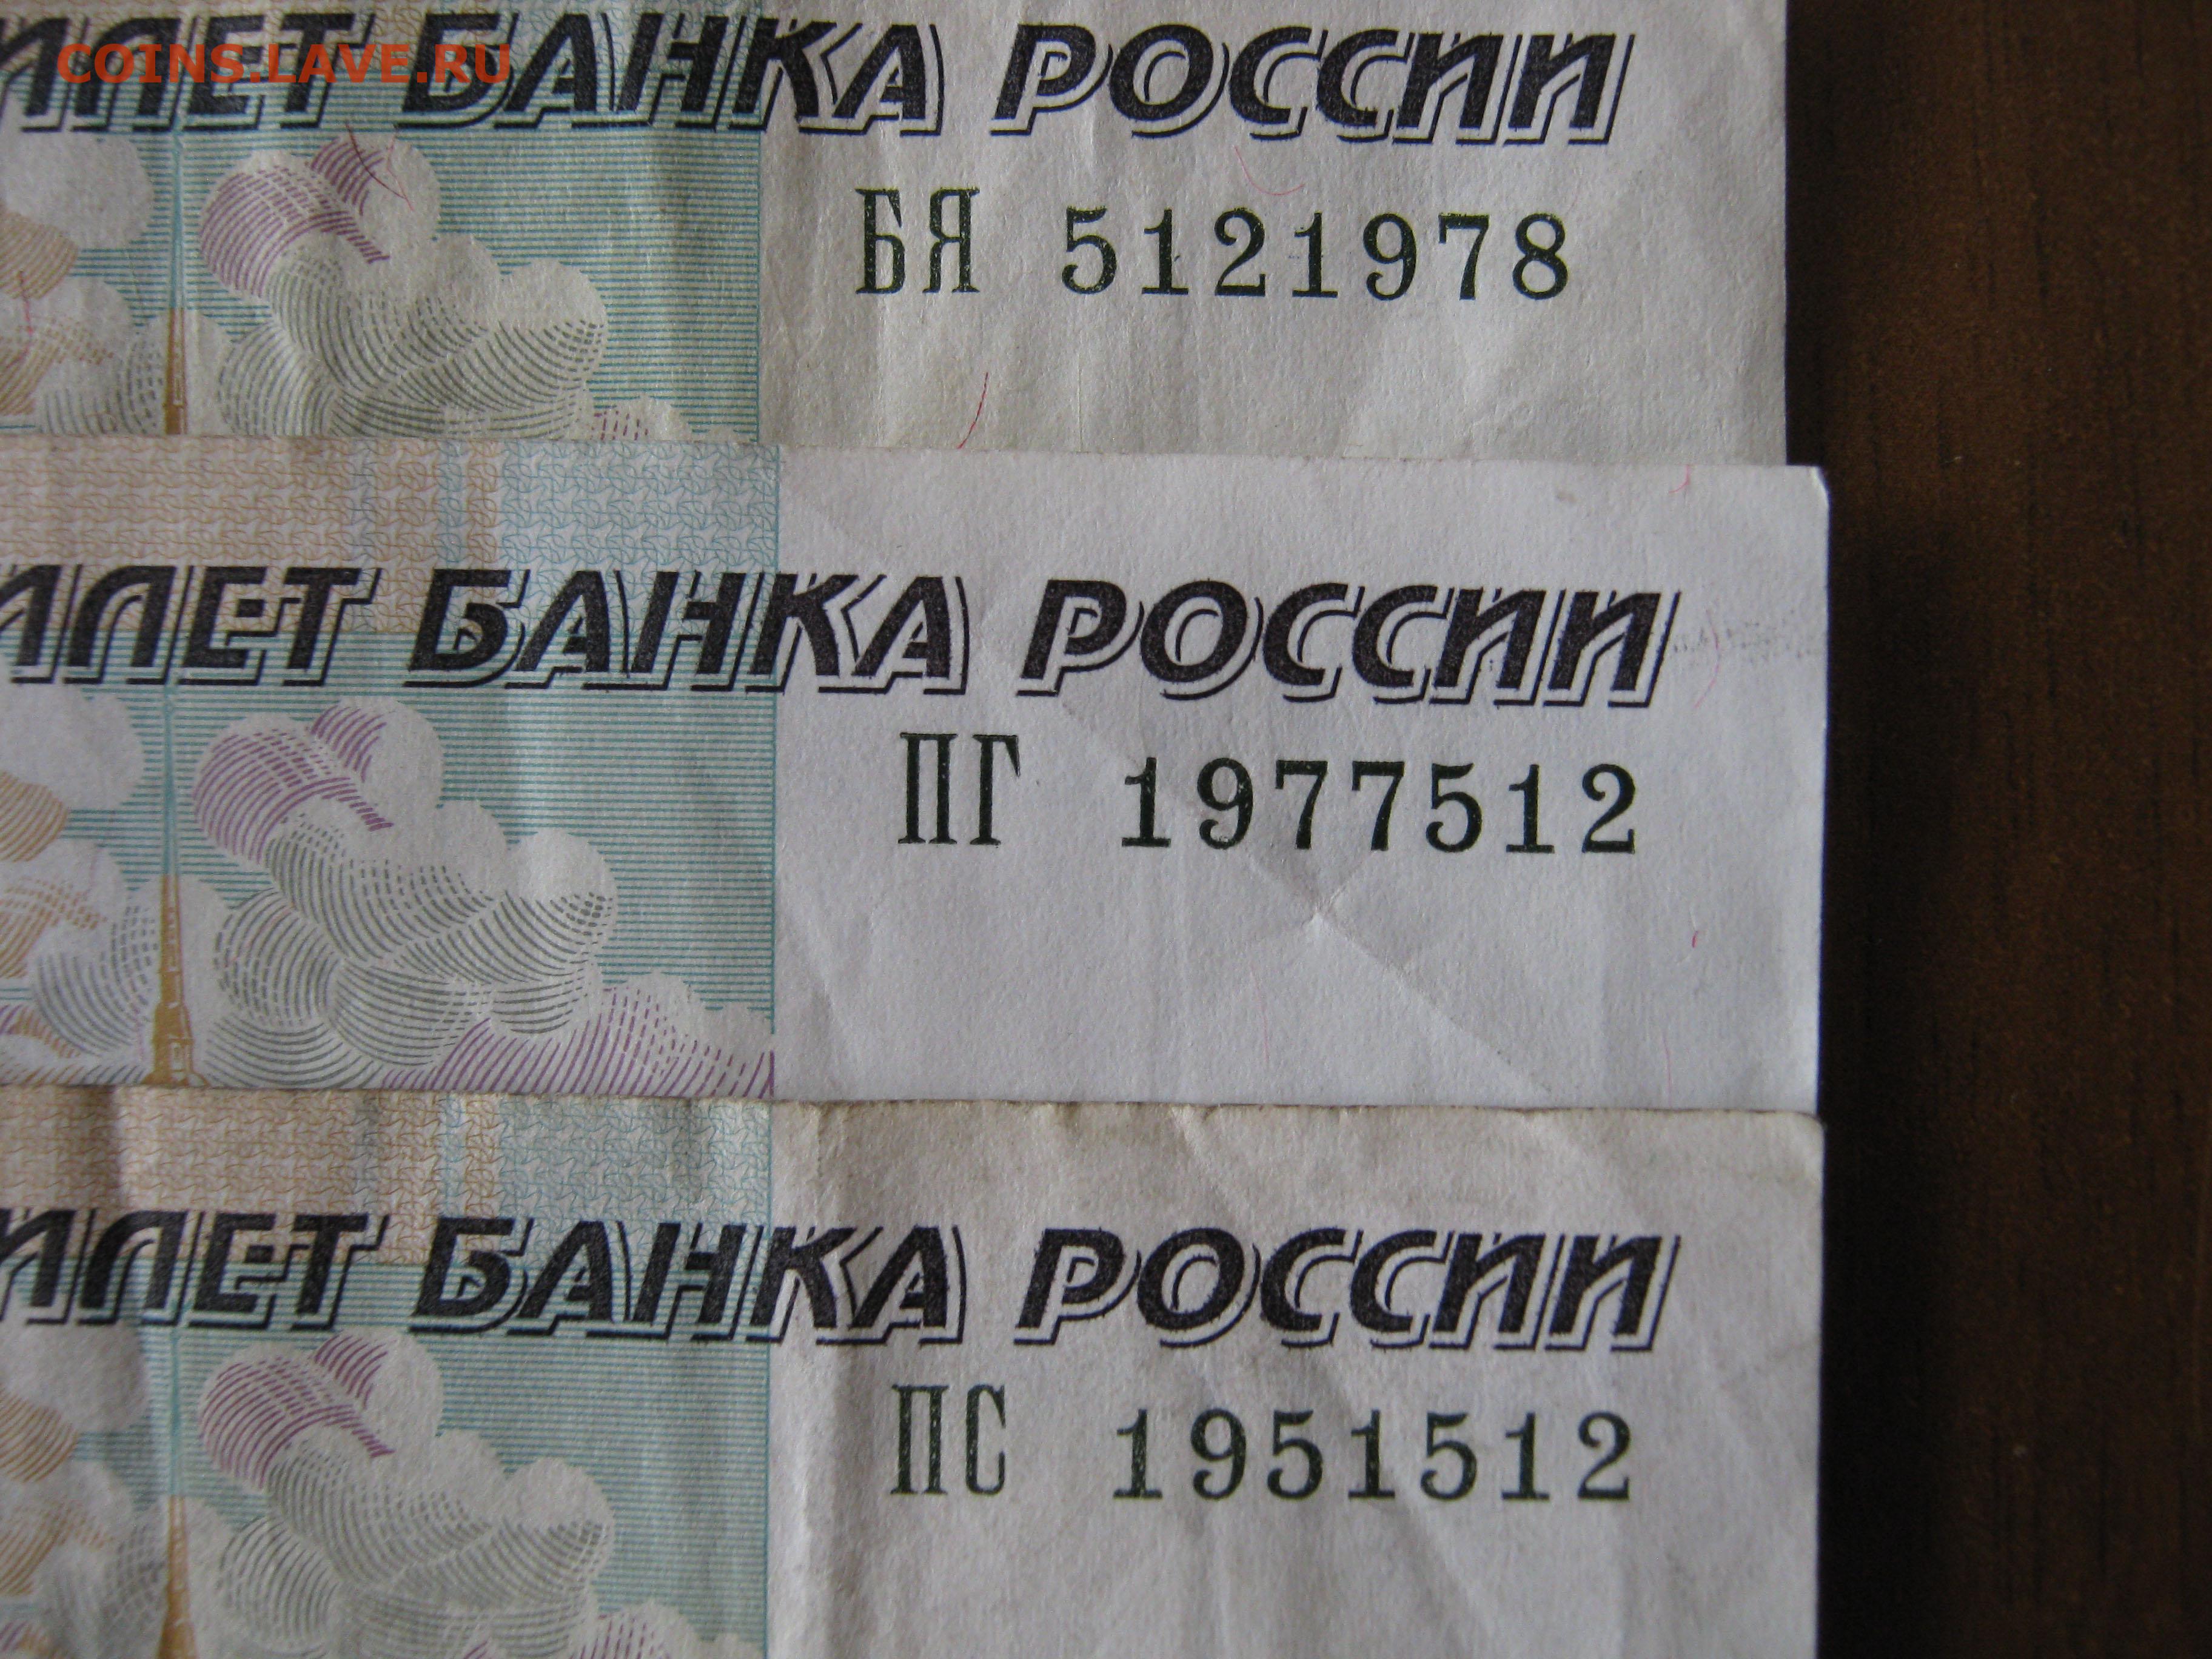 COINS.LAVE.RU
ИЛЕТ БАНКА РОССИИ
БЯ 5121978
ИЛЕТ БАНКА РОССИИ
ПГ 1977512
ИЛЕТ БАНКА РОССИИ
ПС 1951512